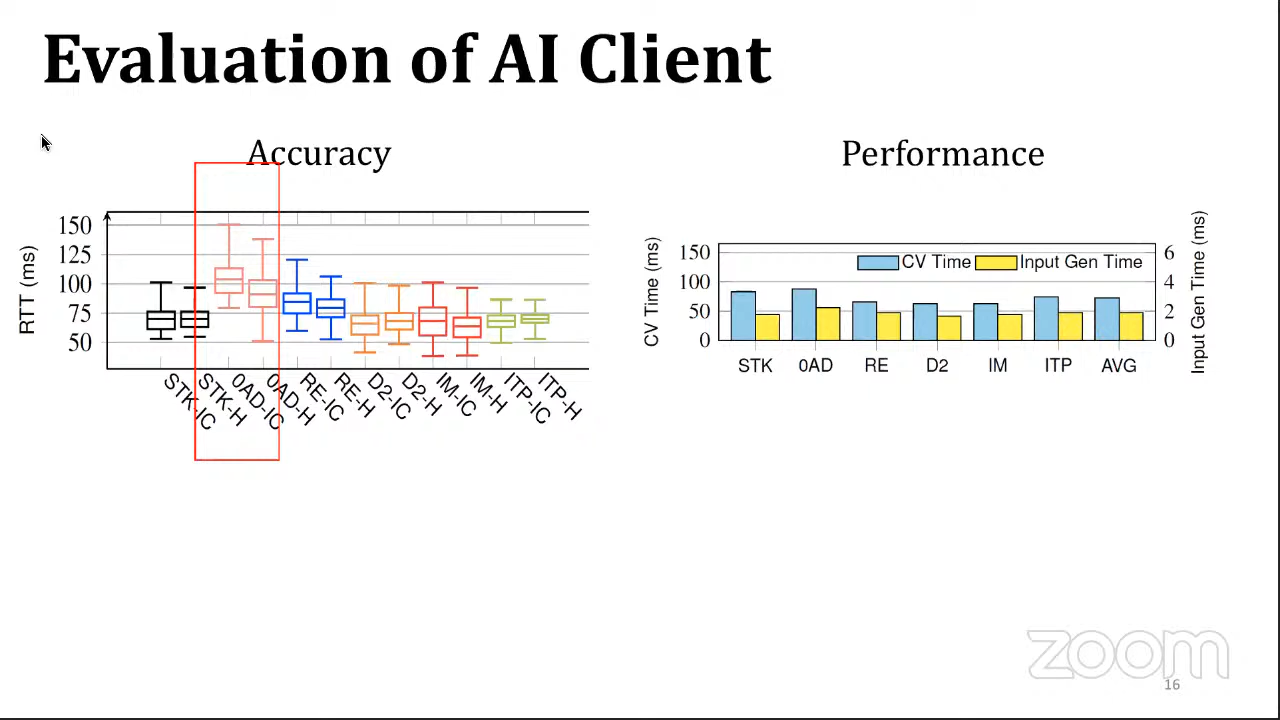 Evaluation of AI Client
Accuracy
RTT (ms)
150
125
100
75
50
STK-IC
STK-H
0AD-IC
0AD-H
RE-IC
RE-H
D2-IC
D2-H
IM-IC
IM-H
ITP-IC
ITP-H
Performance
CV Time (ms)
150
100
50
0
CV Time
Input Gen Time
6
4
2
0
Input Gen Time (ms)
STK 0AD RE D2 IM ITP AVG
zoom
16